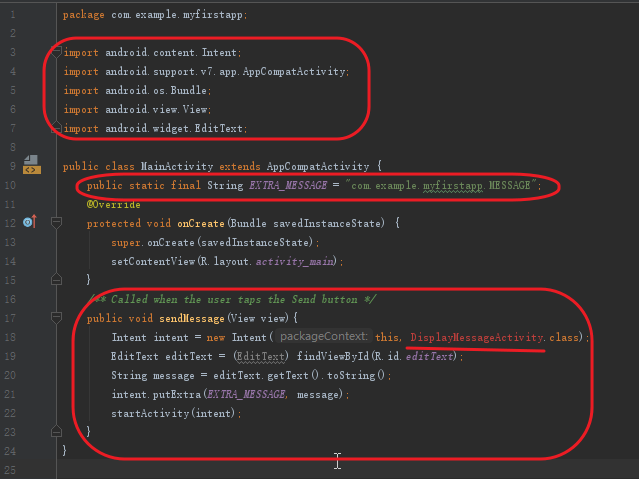 1 package com.example.myfirstapp;
2
3 import android.content.Intent;
4 import android.support.v7.app.AppCompatActivity;
5 import android.os.Bundle;
6 import android.view.View;
7 import android.widget.EditText;
8
9 public class MainActivity extends AppCompatActivity {
10 public static final String EXTRA_MESSAGE = "com.example.myfirstapp.MESSAGE";
11 @Override
12 protected void onCreate(Bundle savedInstanceState) {
13 super.onCreate(savedInstanceState);
14 setContentView(R.layout.activity_main);
15 }
16 /** Called when the user taps the Send button */
17 public void sendMessage(View view){
18 Intent intent = new Intent( packageContext: this, DisplayMessageActivity.class);
19 EditText editText = (EditText) findViewById(R.id.editText);
20 String message = editText.getText().toString();
21 intent.putExtra(EXTRA_MESSAGE, message);
22 startActivity(intent);
23 }
24 }
25